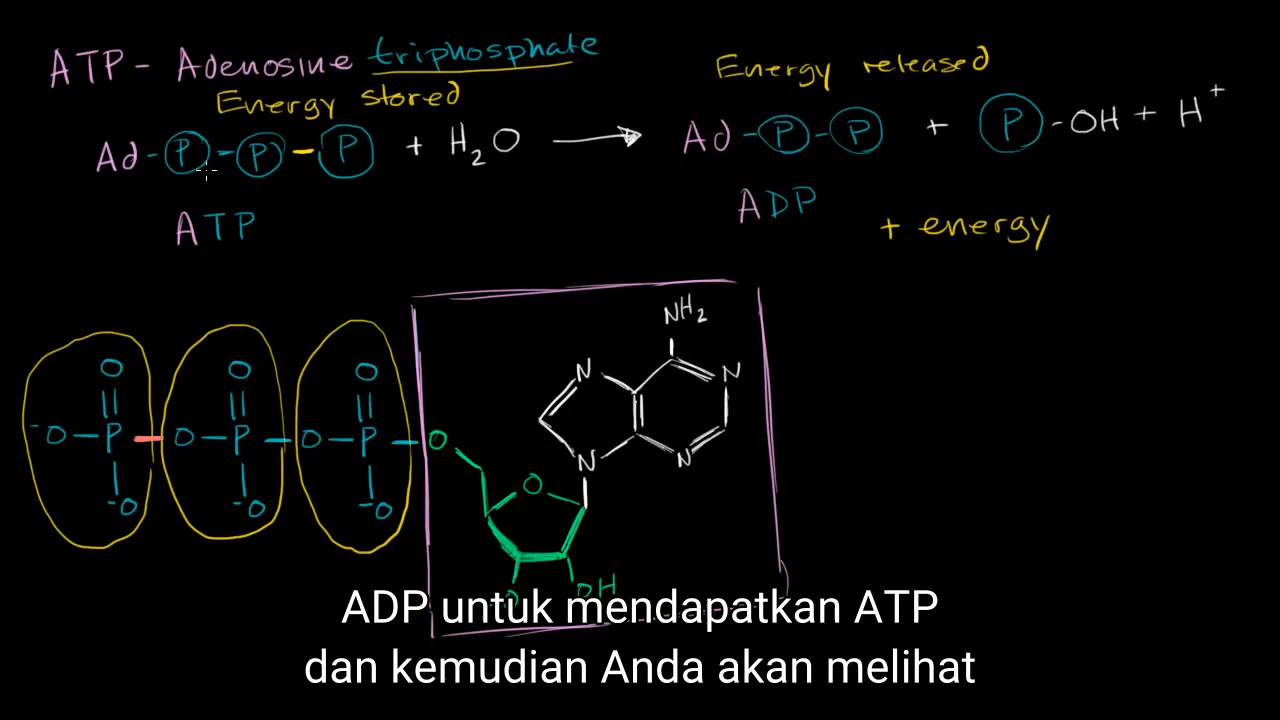 ATP - Adenosine triphosphate
Energy stored
Energy released
Ad - P - P - P + H₂O → Ad - P - P + P - OH + H⁺
ATP
ADP
+ energy
NH₂
O O O N N
⁻O - P - O - P - O - P - O
N N
⁻O ⁻O ⁻O O
O OH
ADP untuk mendapatkan ATP
dan kemudian Anda akan melihat